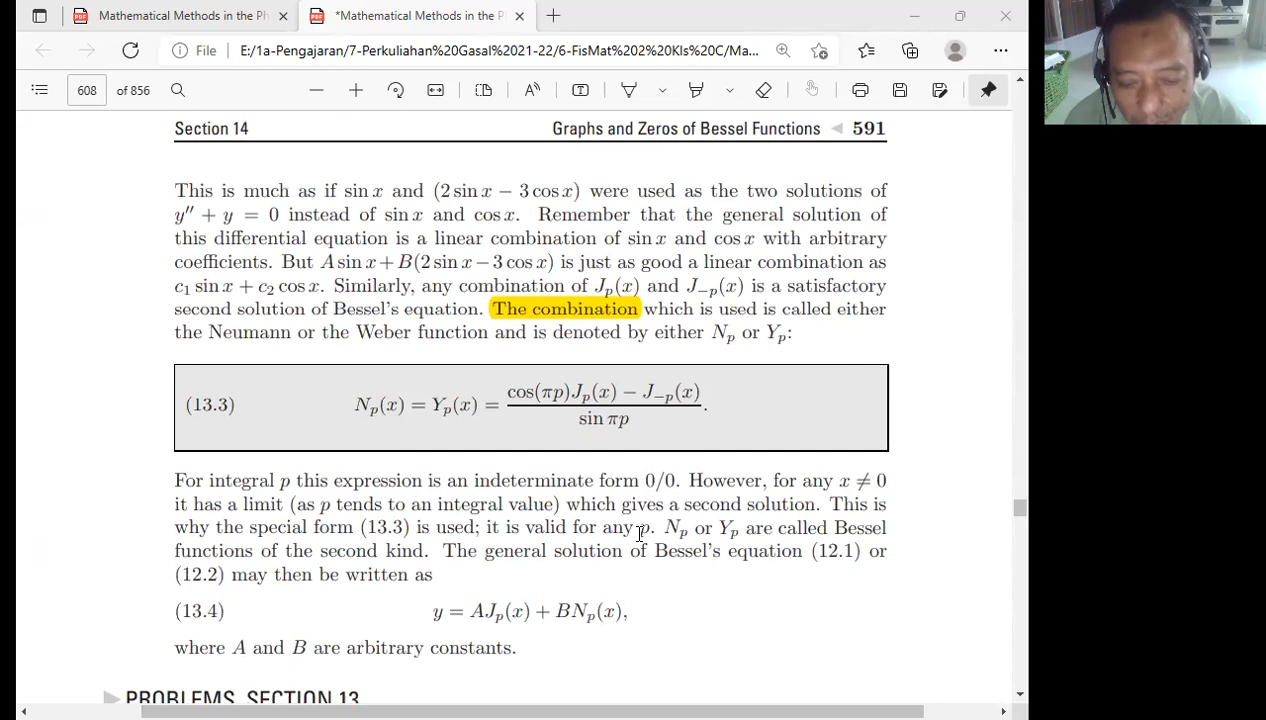 Mathematical Methods in the Ph
*Mathematical Methods in the P
File
E:/1a-Pengajaran/7-Perkuliahan%20Gasal%2021-22/6-FisMat%202%20Kls%20C/Ma...
608 of 856
Section 14 Graphs and Zeros of Bessel Functions 591
This is much as if sin x and (2 sin x − 3 cos x) were used as the two solutions of
y″ + y = 0 instead of sin x and cos x. Remember that the general solution of
this differential equation is a linear combination of sin x and cos x with arbitrary
coefficients. But A sin x + B(2 sin x − 3 cos x) is just as good a linear combination as
c₁ sin x + c₂ cos x. Similarly, any combination of Jₚ(x) and J₋ₚ(x) is a satisfactory
second solution of Bessel's equation. The combination which is used is called either
the Neumann or the Weber function and is denoted by either Nₚ or Yₚ:
(13.3) Nₚ(x) = Yₚ(x) = cos(πp)Jₚ(x) − J₋ₚ(x) / sin πp .
For integral p this expression is an indeterminate form 0/0. However, for any x ≠ 0
it has a limit (as p tends to an integral value) which gives a second solution. This is
why the special form (13.3) is used; it is valid for any p. Nₚ or Yₚ are called Bessel
functions of the second kind. The general solution of Bessel's equation (12.1) or
(12.2) may then be written as
(13.4) y = AJₚ(x) + BNₚ(x),
where A and B are arbitrary constants.
PROBLEMS, SECTION 13